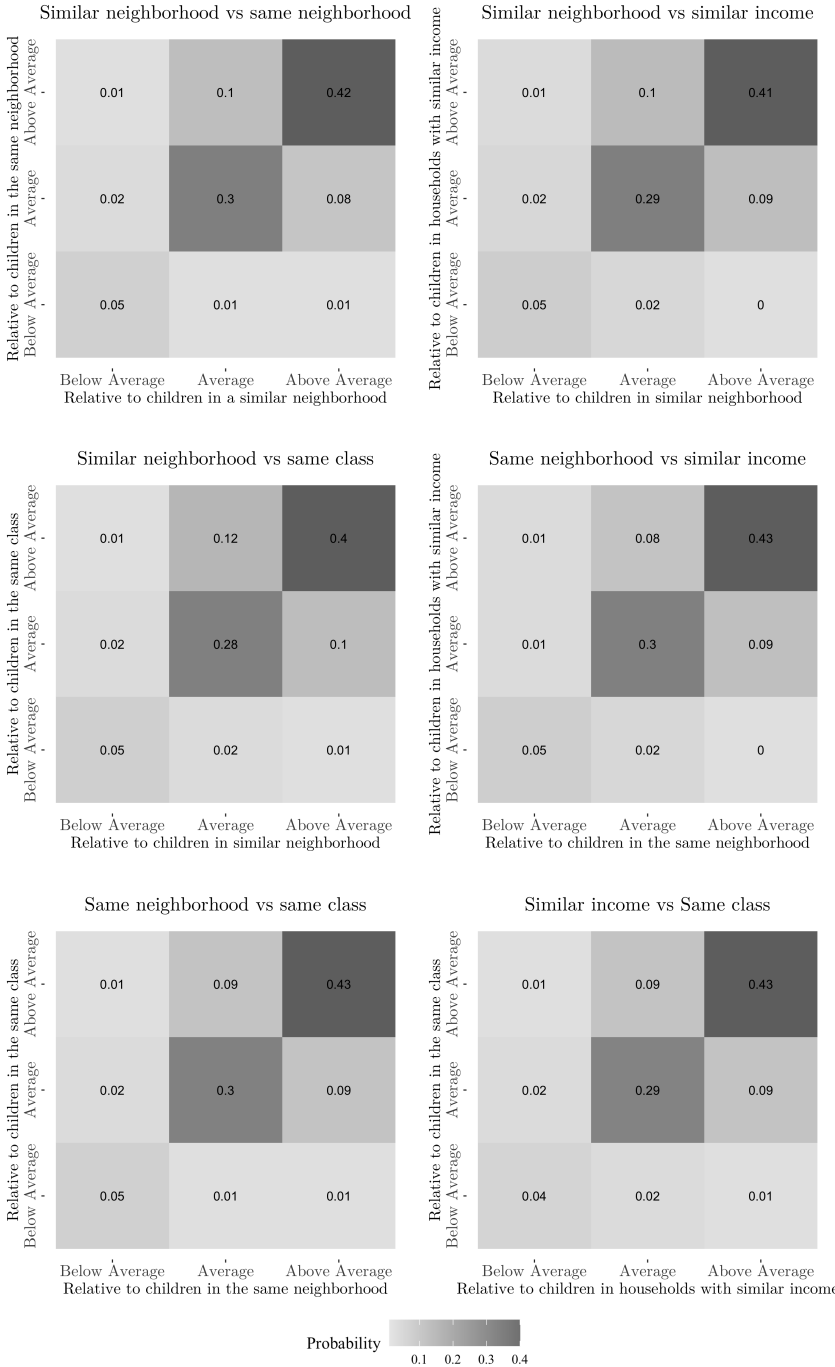 Similar neighborhood vs same neighborhood
Relative to children in the same neighborhood
Above Average
Average
Below Average
0.01 0.1 0.42
0.02 0.3 0.08
0.05 0.01 0.01
Below Average Average Above Average
Relative to children in a similar neighborhood
Similar neighborhood vs similar income
Relative to children in households with similar income
Above Average
Average
Below Average
0.01 0.1 0.41
0.02 0.29 0.09
0.05 0.02 0
Below Average Average Above Average
Relative to children in similar neighborhood
Similar neighborhood vs same class
Relative to children in the same class
Above Average
Average
Below Average
0.01 0.12 0.4
0.02 0.28 0.1
0.05 0.02 0.01
Below Average Average Above Average
Relative to children in similar neighborhood
Same neighborhood vs similar income
Relative to children in households with similar income
Above Average
Average
Below Average
0.01 0.08 0.43
0.01 0.3 0.09
0.05 0.02 0
Below Average Average Above Average
Relative to children in the same neighborhood
Same neighborhood vs same class
Relative to children in the same class
Above Average
Average
Below Average
0.01 0.09 0.43
0.02 0.3 0.09
0.05 0.01 0.01
Below Average Average Above Average
Relative to children in the same neighborhood
Similar income vs Same class
Relative to children in the same class
Above Average
Average
Below Average
0.01 0.09 0.43
0.02 0.29 0.09
0.04 0.02 0.01
Below Average Average Above Average
Relative to children in households with similar income
Probability
0.1 0.2 0.3 0.4